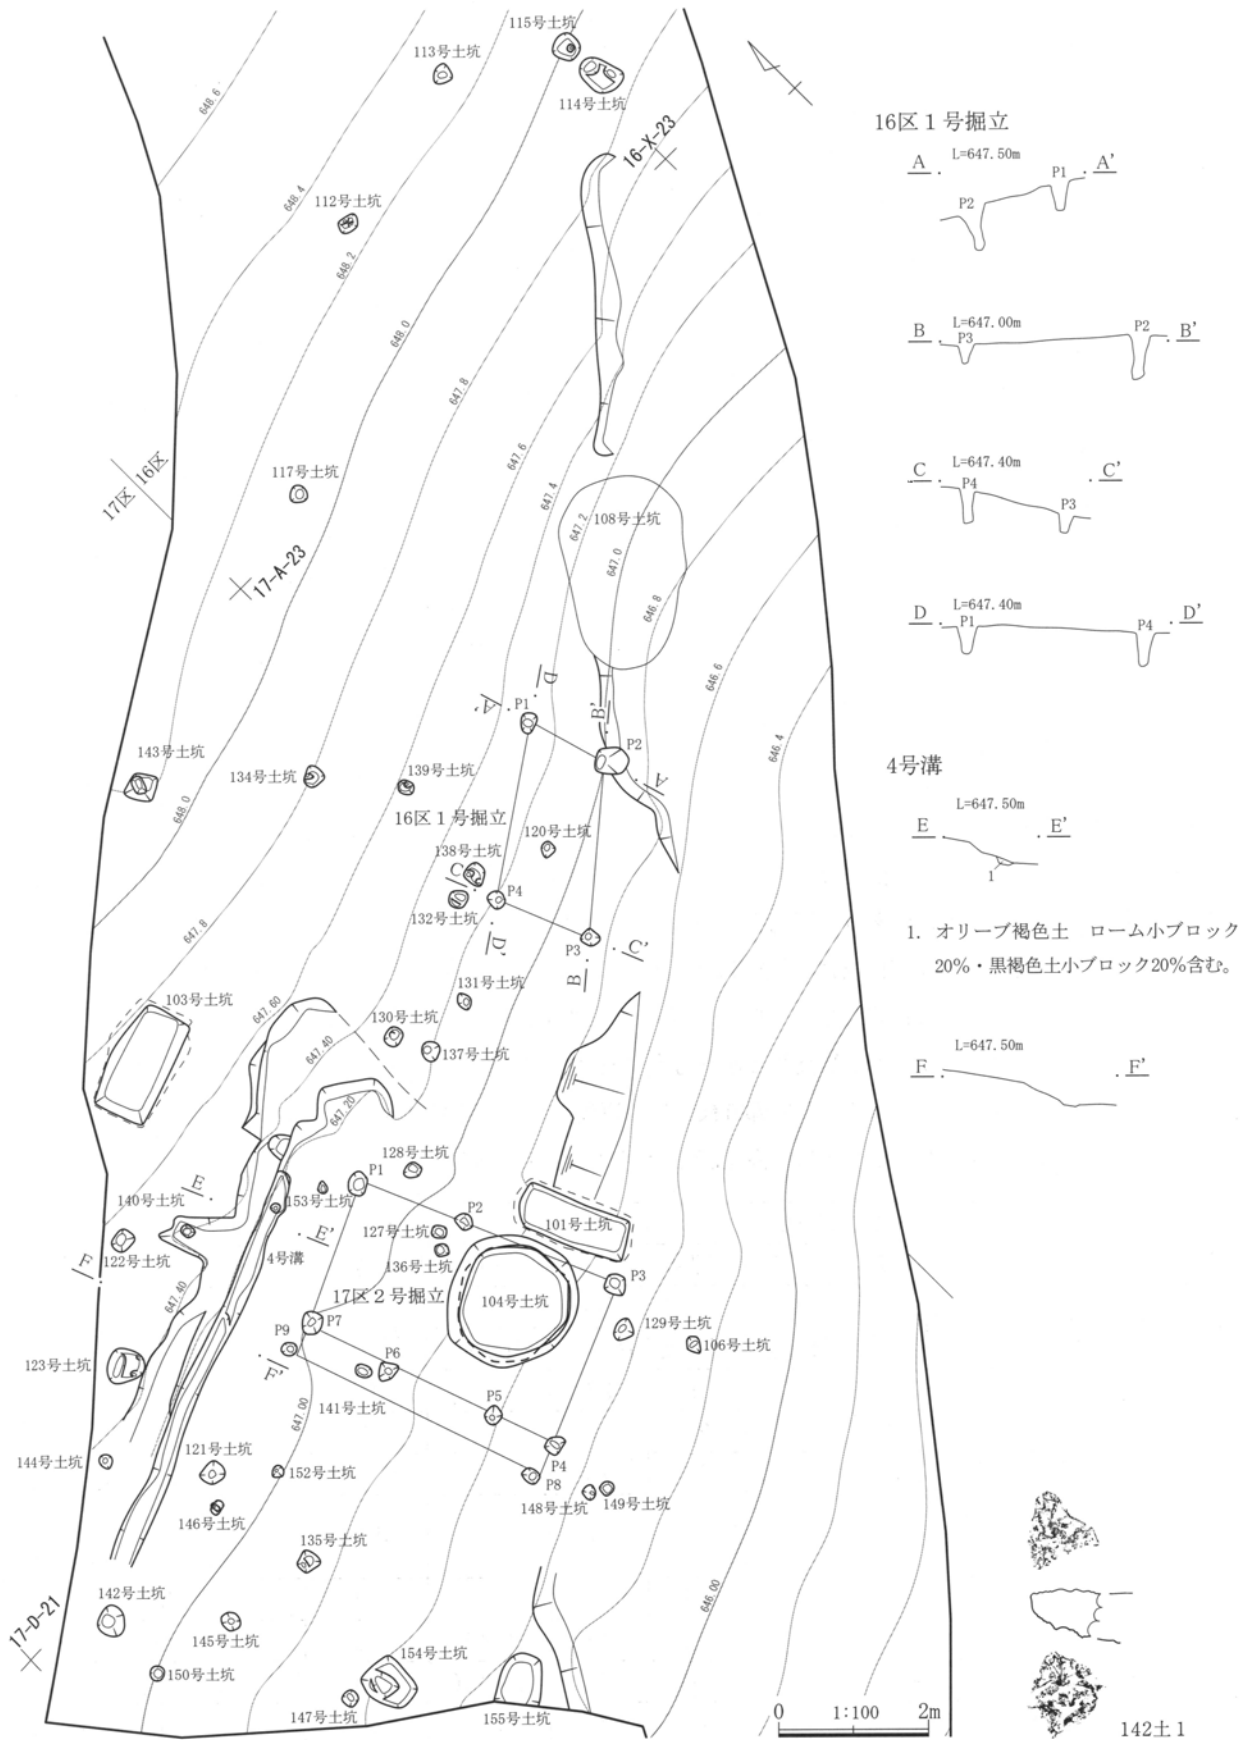 115号土坑
113号土坑
114号土坑
648.6
16-X-23
648.4
112号土坑
648.2
648.0
647.8
647.6
647.4
17区 16区
117号土坑
108号土坑
647.2
647.0
646.8
17-A-23
646.6
D
A'
P1
B'
P2
A
646.4
143号土坑
134号土坑
139号土坑
648.0
16区1号掘立
120号土坑
138号土坑
C
P4
132号土坑
D'
P3
C'
B
647.8
131号土坑
103号土坑
647.60
130号土坑
647.40
137号土坑
647.20
128号土坑
P1
E
140号土坑
153号土坑
P2
E'
127号土坑
101号土坑
F
122号土坑
4号溝
136号土坑
P3
647.40
17区2号掘立
104号土坑
P7
129号土坑
106号土坑
P9
P6
123号土坑
F'
141号土坑
P5
647.00
P4
144号土坑
121号土坑
152号土坑
P8
148号土坑
149号土坑
146号土坑
135号土坑
142号土坑
646.00
17-D-21
145号土坑
154号土坑
150号土坑
147号土坑
155号土坑
16区1号掘立
A L=647.50m A'
P1
P2
B L=647.00m B'
P3 P2
C L=647.40m C'
P4 P3
D L=647.40m D'
P1 P4
4号溝
L=647.50m
E E'
1
1. オリーブ褐色土 ローム小ブロック
20%・黒褐色土小ブロック20%含む。
L=647.50m
F F'
0 1:100 2m
142土1